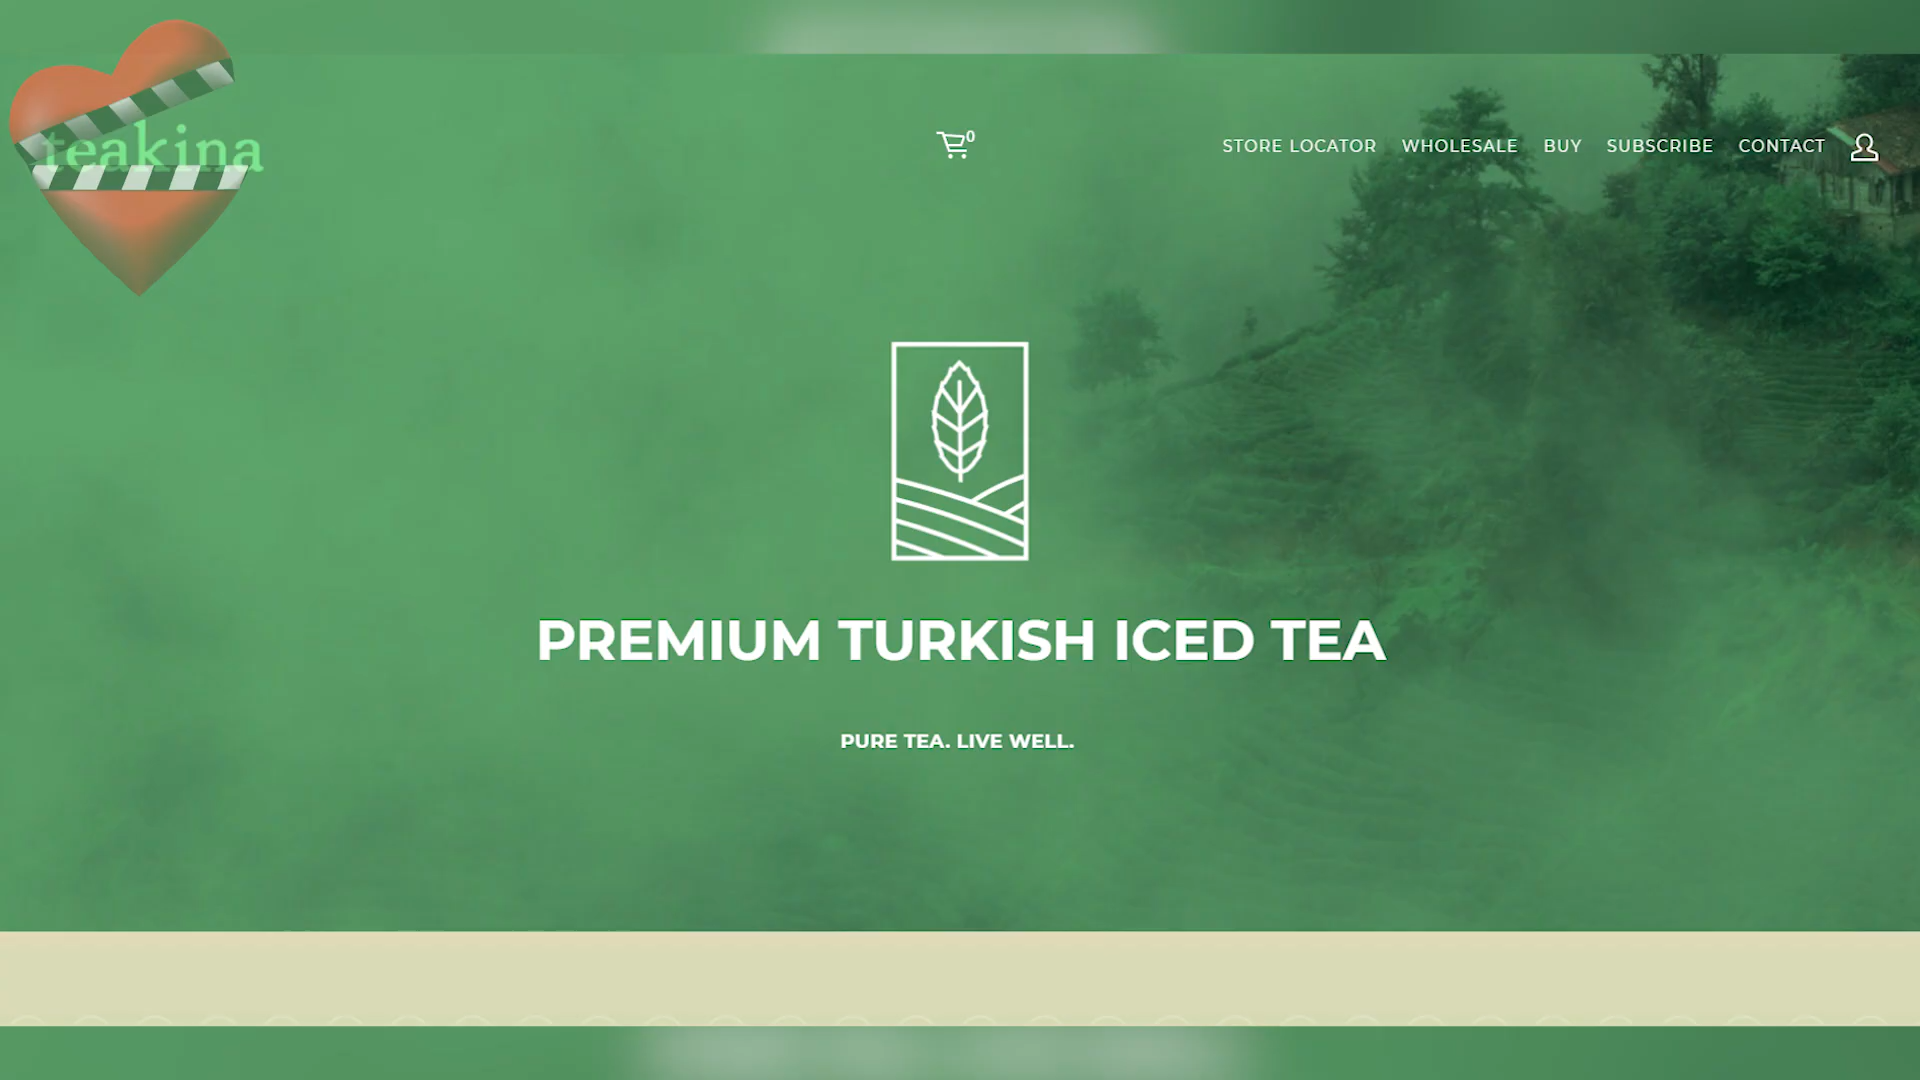 teakina
0
STORE LOCATOR WHOLESALE BUY SUBSCRIBE CONTACT
PREMIUM TURKISH ICED TEA
PURE TEA. LIVE WELL.